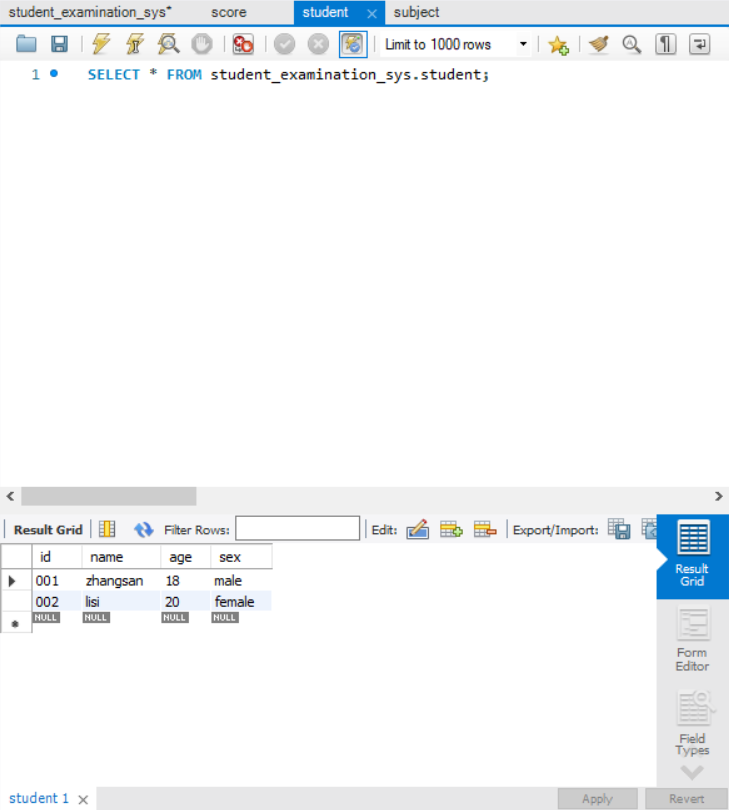 student_examination_sys* score student subject
Limit to 1000 rows
1 SELECT * FROM student_examination_sys.student;
Result Grid Filter Rows: Edit: Export/Import:
id name age sex
001 zhangsan 18 male
002 lisi 20 female
NULL NULL NULL NULL
Result
Grid
Form
Editor
Field
Types
student 1 Apply Revert